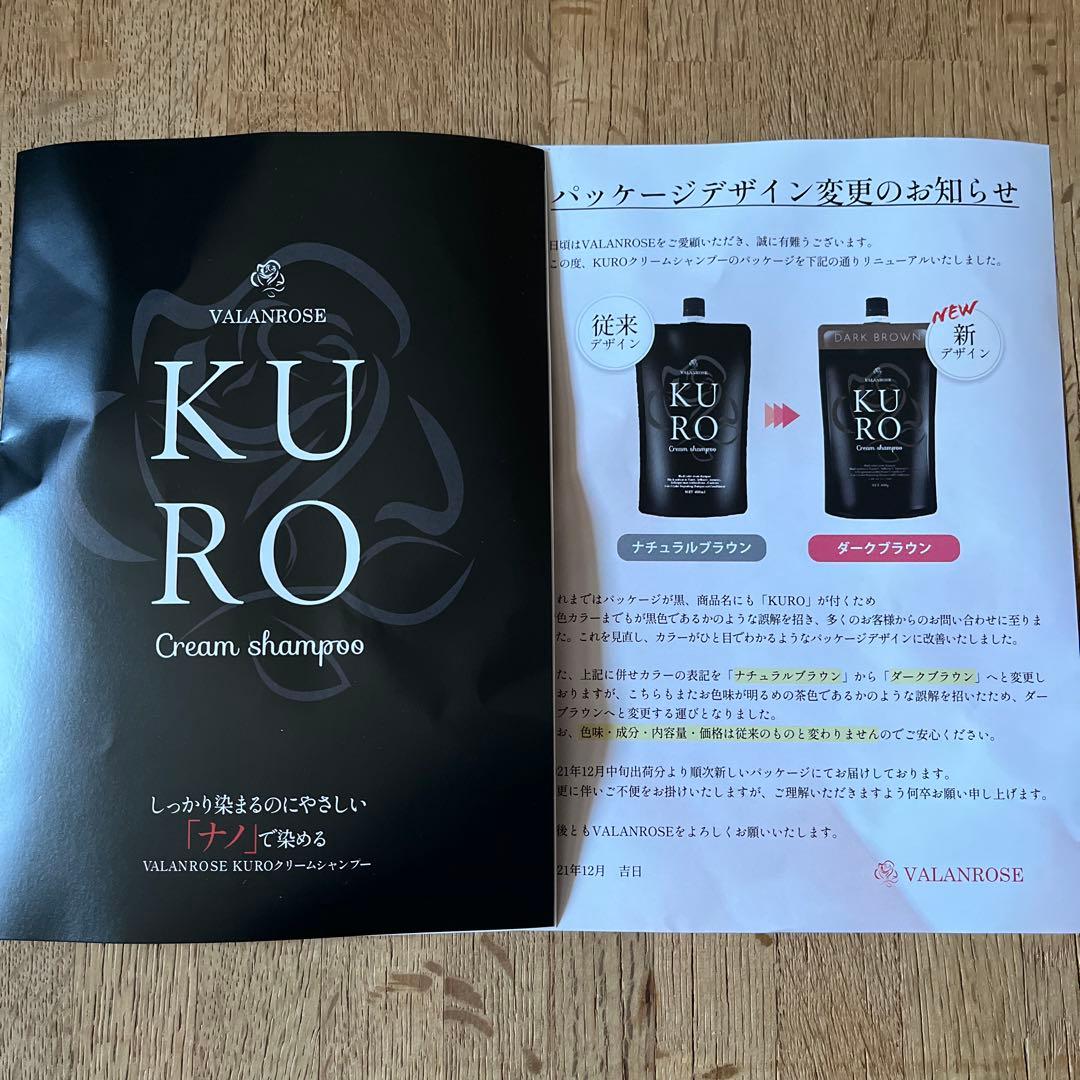 VALANROSE
KU
RO
Cream shampoo
しっかり染まるのにやさしい
「ナノ」で染める
VALANROSE KUROクリームシャンプー
パッケージデザイン変更のお知らせ
日頃はVALANROSEをご愛顧いただき、誠に有難うございます。
この度、KUROクリームシャンプーのパッケージを下記の通りリニューアルいたしました。
従来
デザイン
VALANROSE
KU
RO
Cream shampoo
ナチュラルブラウン
NEW
新
デザイン
DARK BROWN
VALANROSE
KU
RO
Cream shampoo
ダークブラウン
れまではパッケージが黒、商品名にも「KURO」が付くため
色カラーまでもが黒色であるかのような誤解を招き、多くのお客様からのお問い合わせに至りま
た。これを見直し、カラーがひと目でわかるようなパッケージデザインに改善いたしました。
た、上記に併せカラーの表記を「ナチュラルブラウン」から「ダークブラウン」へと変更し
おりますが、こちらもまたお色味が明るめの茶色であるかのような誤解を招いたため、ダー
ブラウンへと変更する運びとなりました。
お、色味・成分・内容量・価格は従来のものと変わりませんのでご安心ください。
021年12月中旬出荷分より順次新しいパッケージにてお届けしております。
更に伴いご不便をお掛けいたしますが、ご理解いただきますよう何卒お願い申し上げます。
後ともVALANROSEをよろしくお願いいたします。
21年12月 吉日
VALANROSE